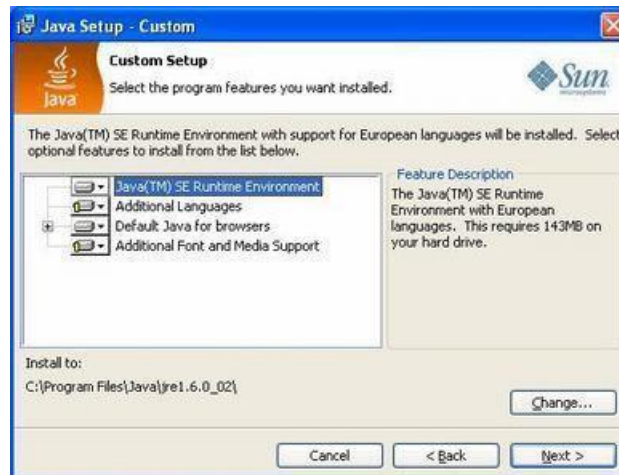 Java Setup - Custom
Java
Custom Setup
Select the program features you want installed.
Sun
microsystems
The Java(TM) SE Runtime Environment with support for European languages will be installed. Select
optional features to install from the list below.
Java(TM) SE Runtime Environment
Additional Languages
Default Java for browsers
Additional Font and Media Support
Feature Description
The Java(TM) SE Runtime
Environment with European
languages. This requires 143MB on
your hard drive.
Install to:
C:\Program Files\Java\jre1.6.0_02\
Change...
Cancel
< Back
Next >